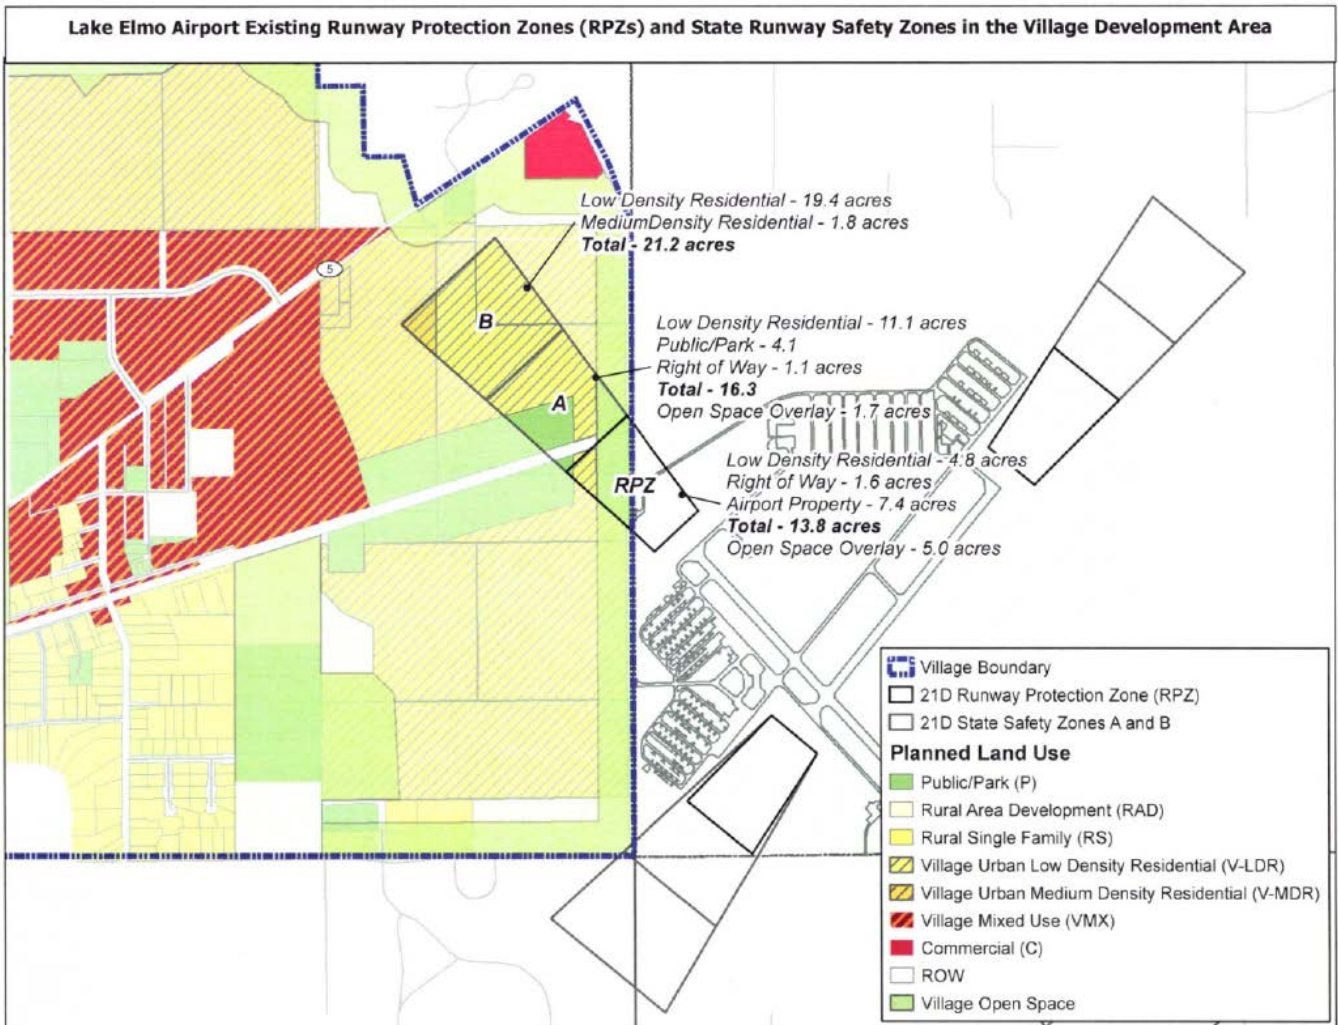 Lake Elmo Airport Existing Runway Protection Zones (RPZs) and State Runway Safety Zones in the Village Development Area
Low Density Residential - 19.4 acres
MediumDensity Residential - 1.8 acres
Total - 21.2 acres
5
B
Low Density Residential - 11.1 acres
Public/Park - 4.1
Right of Way - 1.1 acres
Total - 16.3
Open Space Overlay - 1.7 acres
A
Low Density Residential - 4.8 acres
Right of Way - 1.6 acres
Airport Property - 7.4 acres
Total - 13.8 acres
Open Space Overlay - 5.0 acres
RPZ
Village Boundary
21D Runway Protection Zone (RPZ)
21D State Safety Zones A and B
Planned Land Use
Public/Park (P)
Rural Area Development (RAD)
Rural Single Family (RS)
Village Urban Low Density Residential (V-LDR)
Village Urban Medium Density Residential (V-MDR)
Village Mixed Use (VMX)
Commercial (C)
ROW
Village Open Space